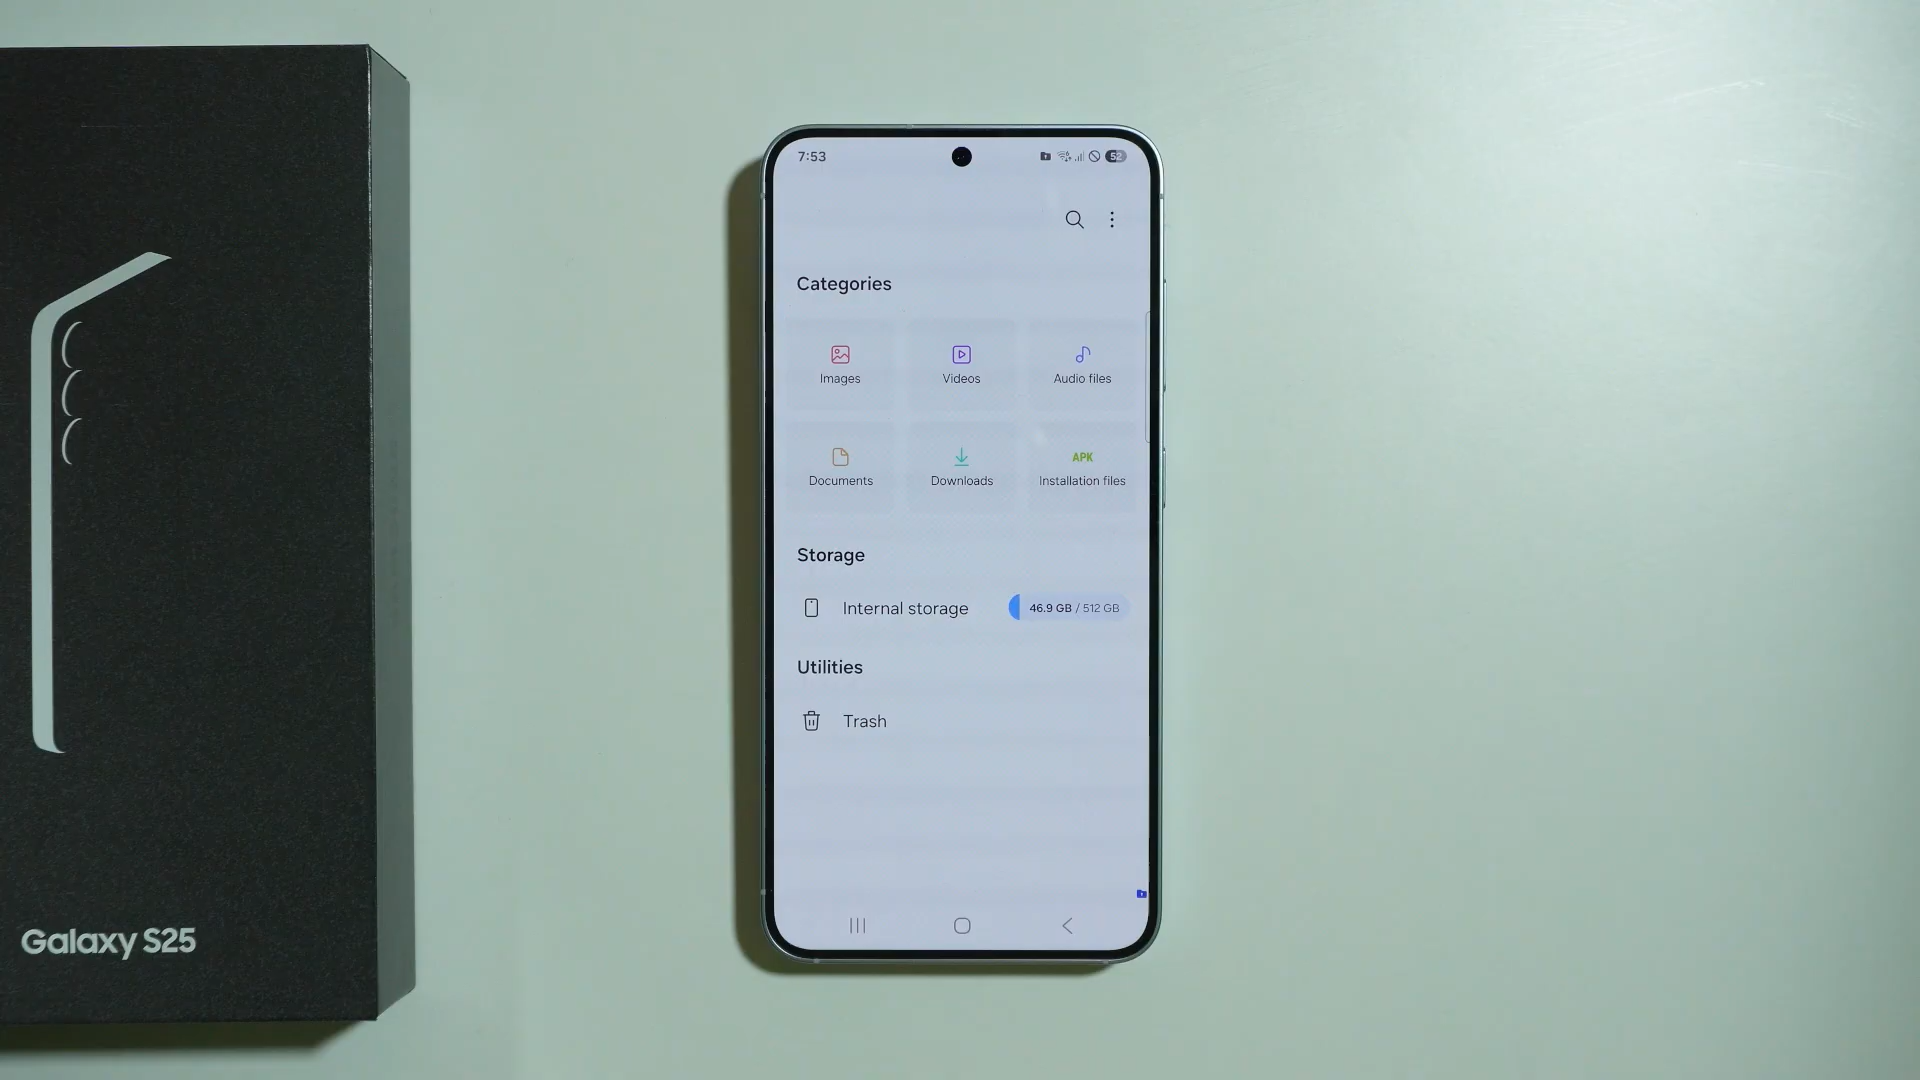 7:53
52
Categories
Images
Videos
Audio files
Documents
Downloads
APK
Installation files
Storage
Internal storage
46.9 GB / 512 GB
Utilities
Trash
Galaxy S25